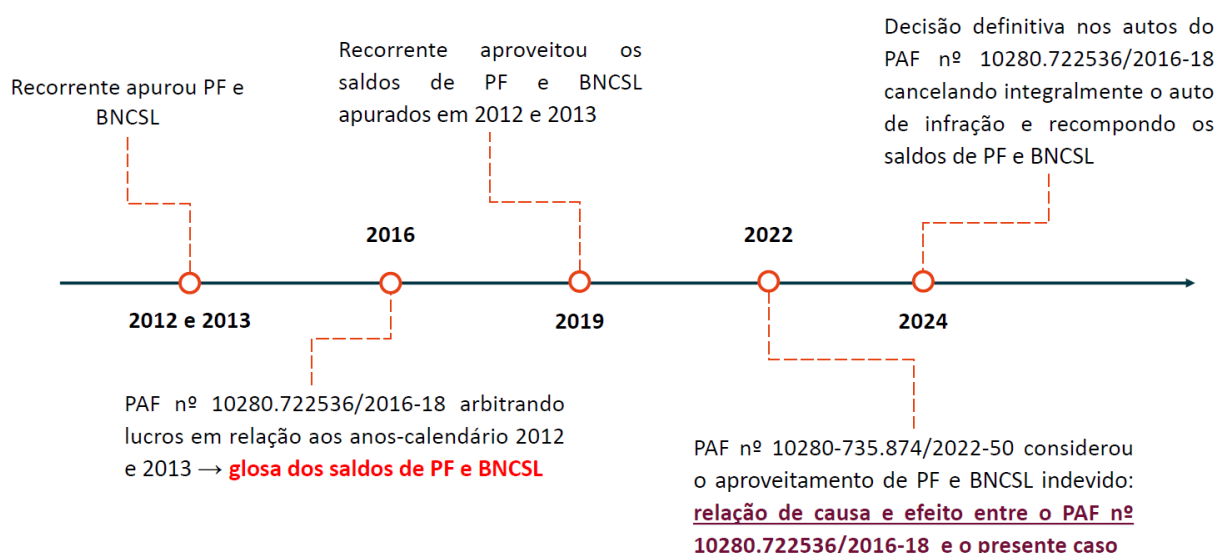 Recorrente apurou PF e
BNCSL
Recorrente aproveitou os
saldos de PF e BNCSL
apurados em 2012 e 2013
Decisão definitiva nos autos do
PAF nº 10280.722536/2016-18
cancelando integralmente o auto
de infração e recompondo os
saldos de PF e BNCSL
2016
2022
2012 e 2013
2019
2024
PAF nº 10280.722536/2016-18 arbitrando
lucros em relação aos anos-calendário 2012
e 2013 → glosa dos saldos de PF e BNCSL
PAF nº 10280-735.874/2022-50 considerou
o aproveitamento de PF e BNCSL indevido:
relação de causa e efeito entre o PAF nº
10280.722536/2016-18 e o presente caso